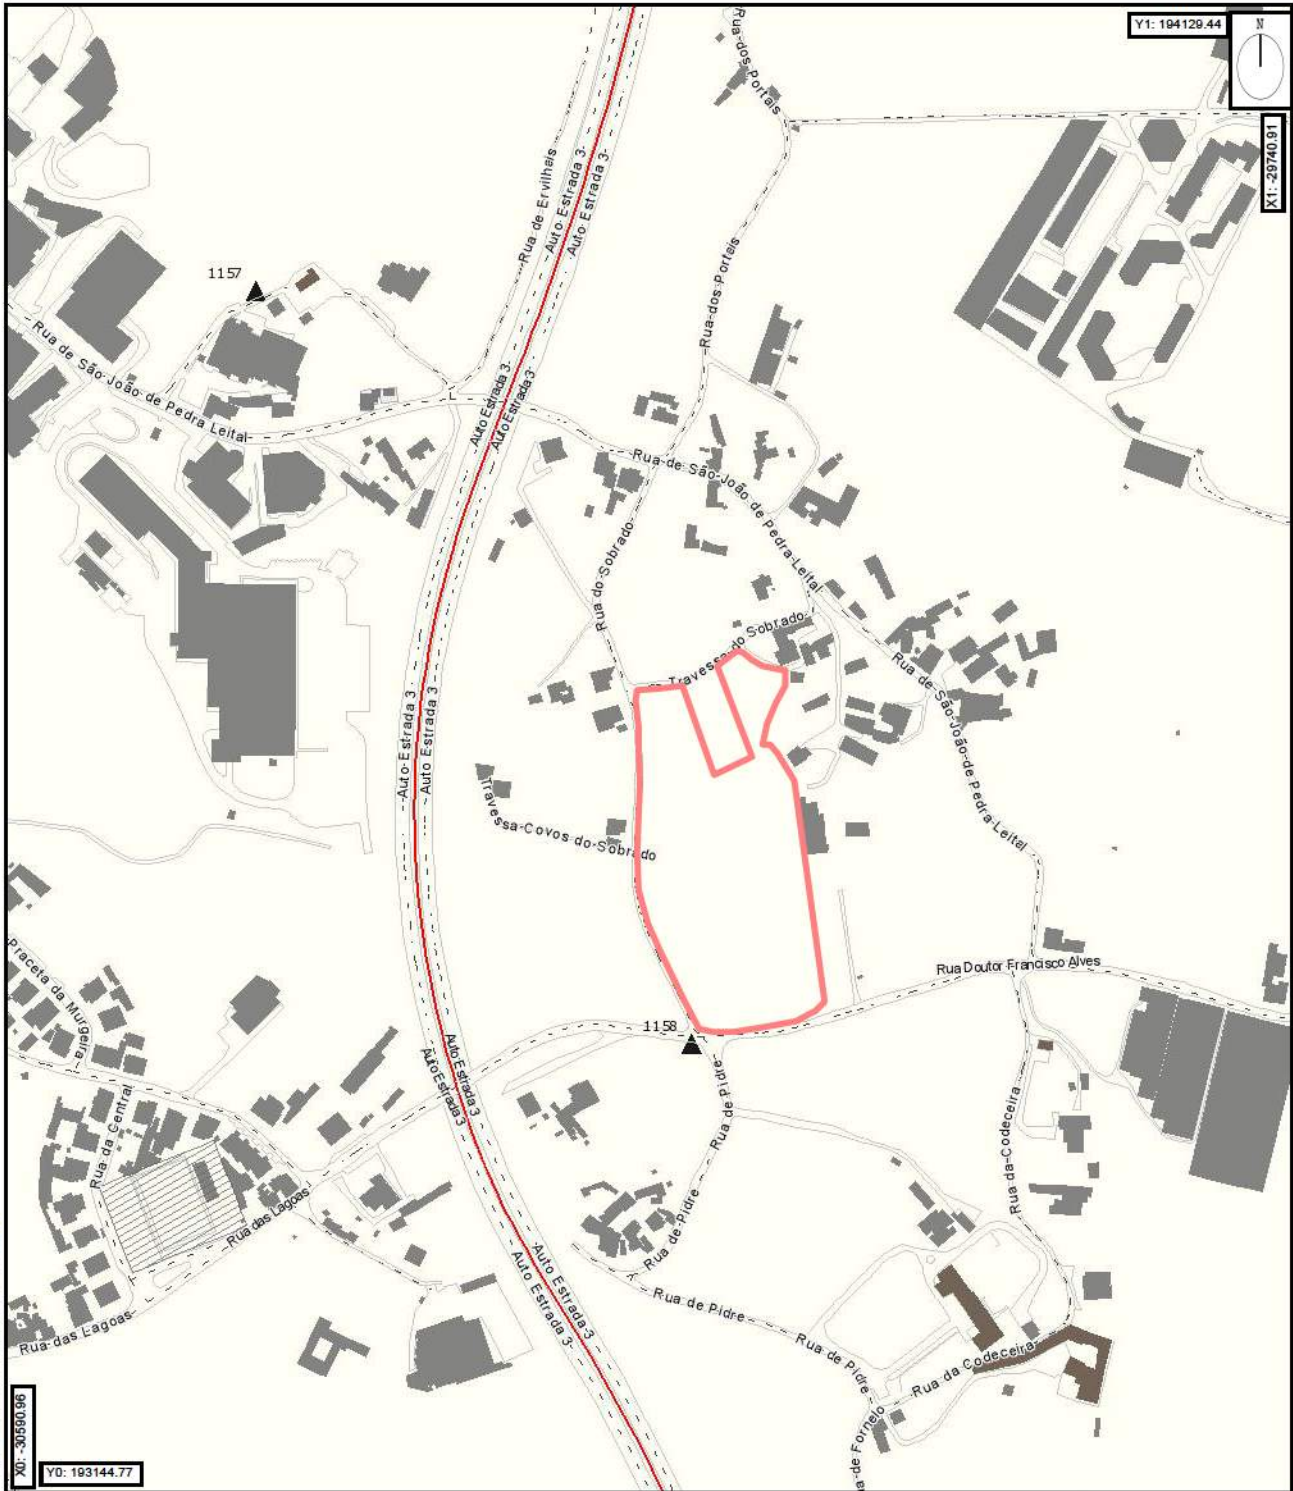 Y1: 194129.44
N
X1: -29740.91
Rua dos Portais
Rua de Ervilhais
Auto Estrada 3
Auto Estrada 3
1157
Rua dos Portais
Rua de São João de Pedra Leital
Auto Estrada 3
Auto Estrada 3
Rua de São João de Pedra Leital
Rua do Sobrado
Travessa do Sobrado
Rua de São João de Pedra Leital
Auto Estrada 3
Auto Estrada 3
Travessa Covos do Sobrado
Praceta da Murgeira
Rua Doutor Francisco Alves
1158
Auto Estrada 3
Auto Estrada 3
Rua da Central
Rua de Pidre
Rua da Codeceira
Rua das Lagoas
Rua de Pidre
Auto Estrada 3
Auto Estrada 3
Rua de Pidre
Rua das Lagoas
Rua de Pidre
Rua da Codeceira
de Fornelo
X0: -30590.96
Y0: 193144.77